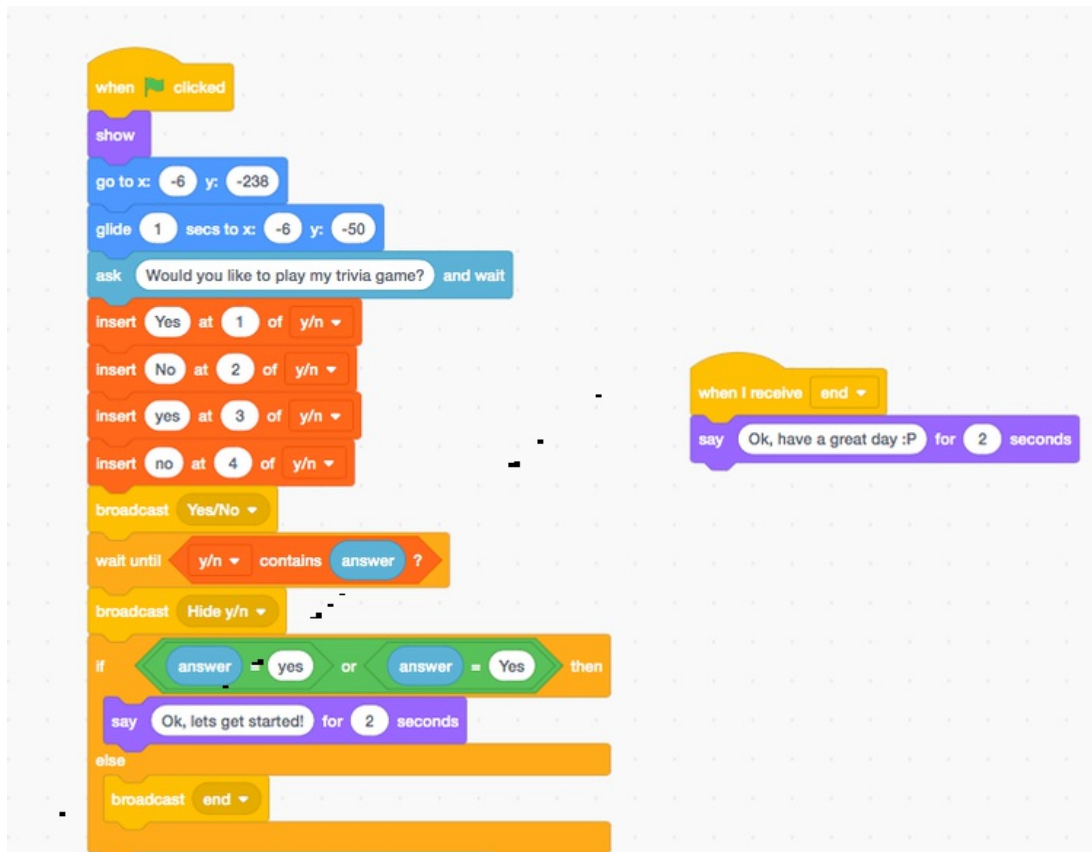 when clicked
show
go to x: -6 y: -238
glide 1 secs to x: -6 y: -50
ask Would you like to play my trivia game? and wait
insert Yes at 1 of y/n
insert No at 2 of y/n
insert yes at 3 of y/n
insert no at 4 of y/n
broadcast Yes/No
wait until y/n contains answer ?
broadcast Hide y/n
if answer = yes or answer = Yes then
say Ok, lets get started! for 2 seconds
else
broadcast end
when I receive end
say Ok, have a great day :P for 2 seconds